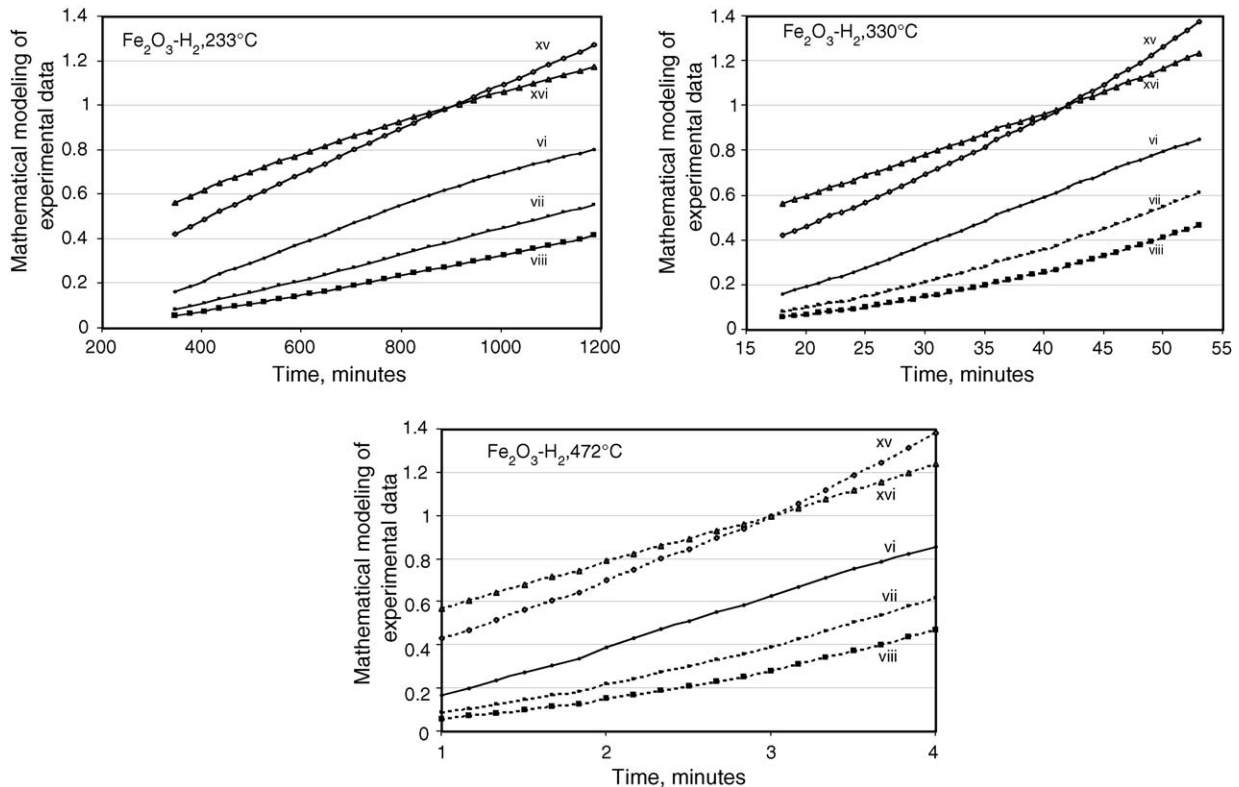 Fe₂O₃-H₂,233°C
Mathematical modeling of
experimental data
1.4
1.2
1
0.8
0.6
0.4
0.2
0
xv
xvi
vi
vii
viii
200
400
600
800
1000
1200
Time, minutes
Fe₂O₃-H₂,330°C
Mathematical modeling of
experimental data
1.4
1.2
1
0.8
0.6
0.4
0.2
0
xv
xvi
vi
vii
viii
15
20
25
30
35
40
45
50
55
Time, minutes
Fe₂O₃-H₂,472°C
Mathematical modeling of
experimental data
1.4
1.2
1
0.8
0.6
0.4
0.2
0
xv
xvi
vi
vii
viii
1
2
3
4
Time, minutes